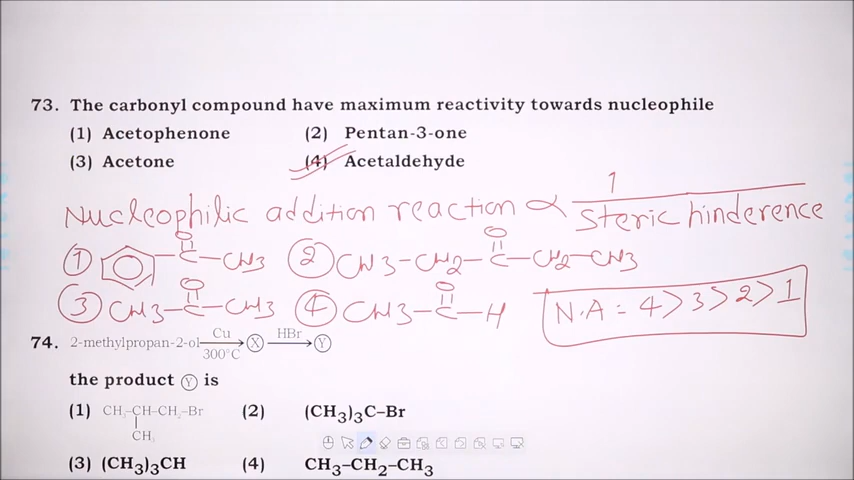 73. The carbonyl compound have maximum reactivity towards nucleophile
(1) Acetophenone (2) Pentan-3-one
(3) Acetone (4) Acetaldehyde
Nucleophilic addition reaction ∝ 1 / Steric hinderence
① O
C–CH3
② O
CH3–CH2–C–CH2–CH3
③ O
CH3–C–CH3
④ O
CH3–C–H
N.A = 4>3>2>1
74. 2-methylpropan-2-ol Cu 300°C → Ⓧ HBr → Ⓨ
the product Ⓨ is
(1) CH3–CH–CH2–Br (2) (CH3)3C–Br
CH3
(3) (CH3)3CH (4) CH3–CH2–CH3